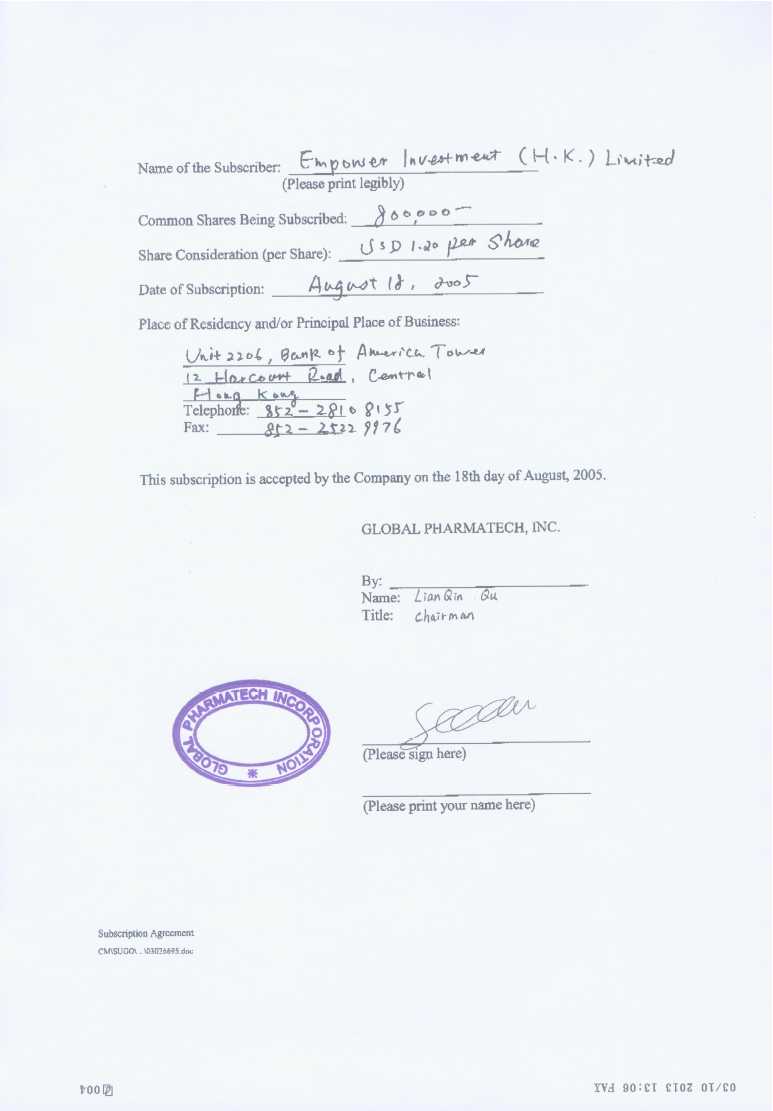 Name of the Subscriber: Empower Investment (H.K.) Limited
(Please print legibly)
Common Shares Being Subscribed: 800,000-
Share Consideration (per Share): USD 1.20 per Share
Date of Subscription: August 18, 2005
Place of Residency and/or Principal Place of Business:
Unit 2206, Bank of America Tower
12 Harcourt Road, Central
Hong Kong
Telephone: 852 - 2810 8155
Fax: 852 - 2522 9976
This subscription is accepted by the Company on the 18th day of August, 2005.
GLOBAL PHARMATECH, INC.
By:
Name: LianQin Qu
Title: Chairman
GLOBAL PHARMATECH INCORPORATION
(Please sign here)
(Please print your name here)
Subscription Agreement
CM\SUGO\...\03026695.doc
004
03/10 2013 13:06 FAX